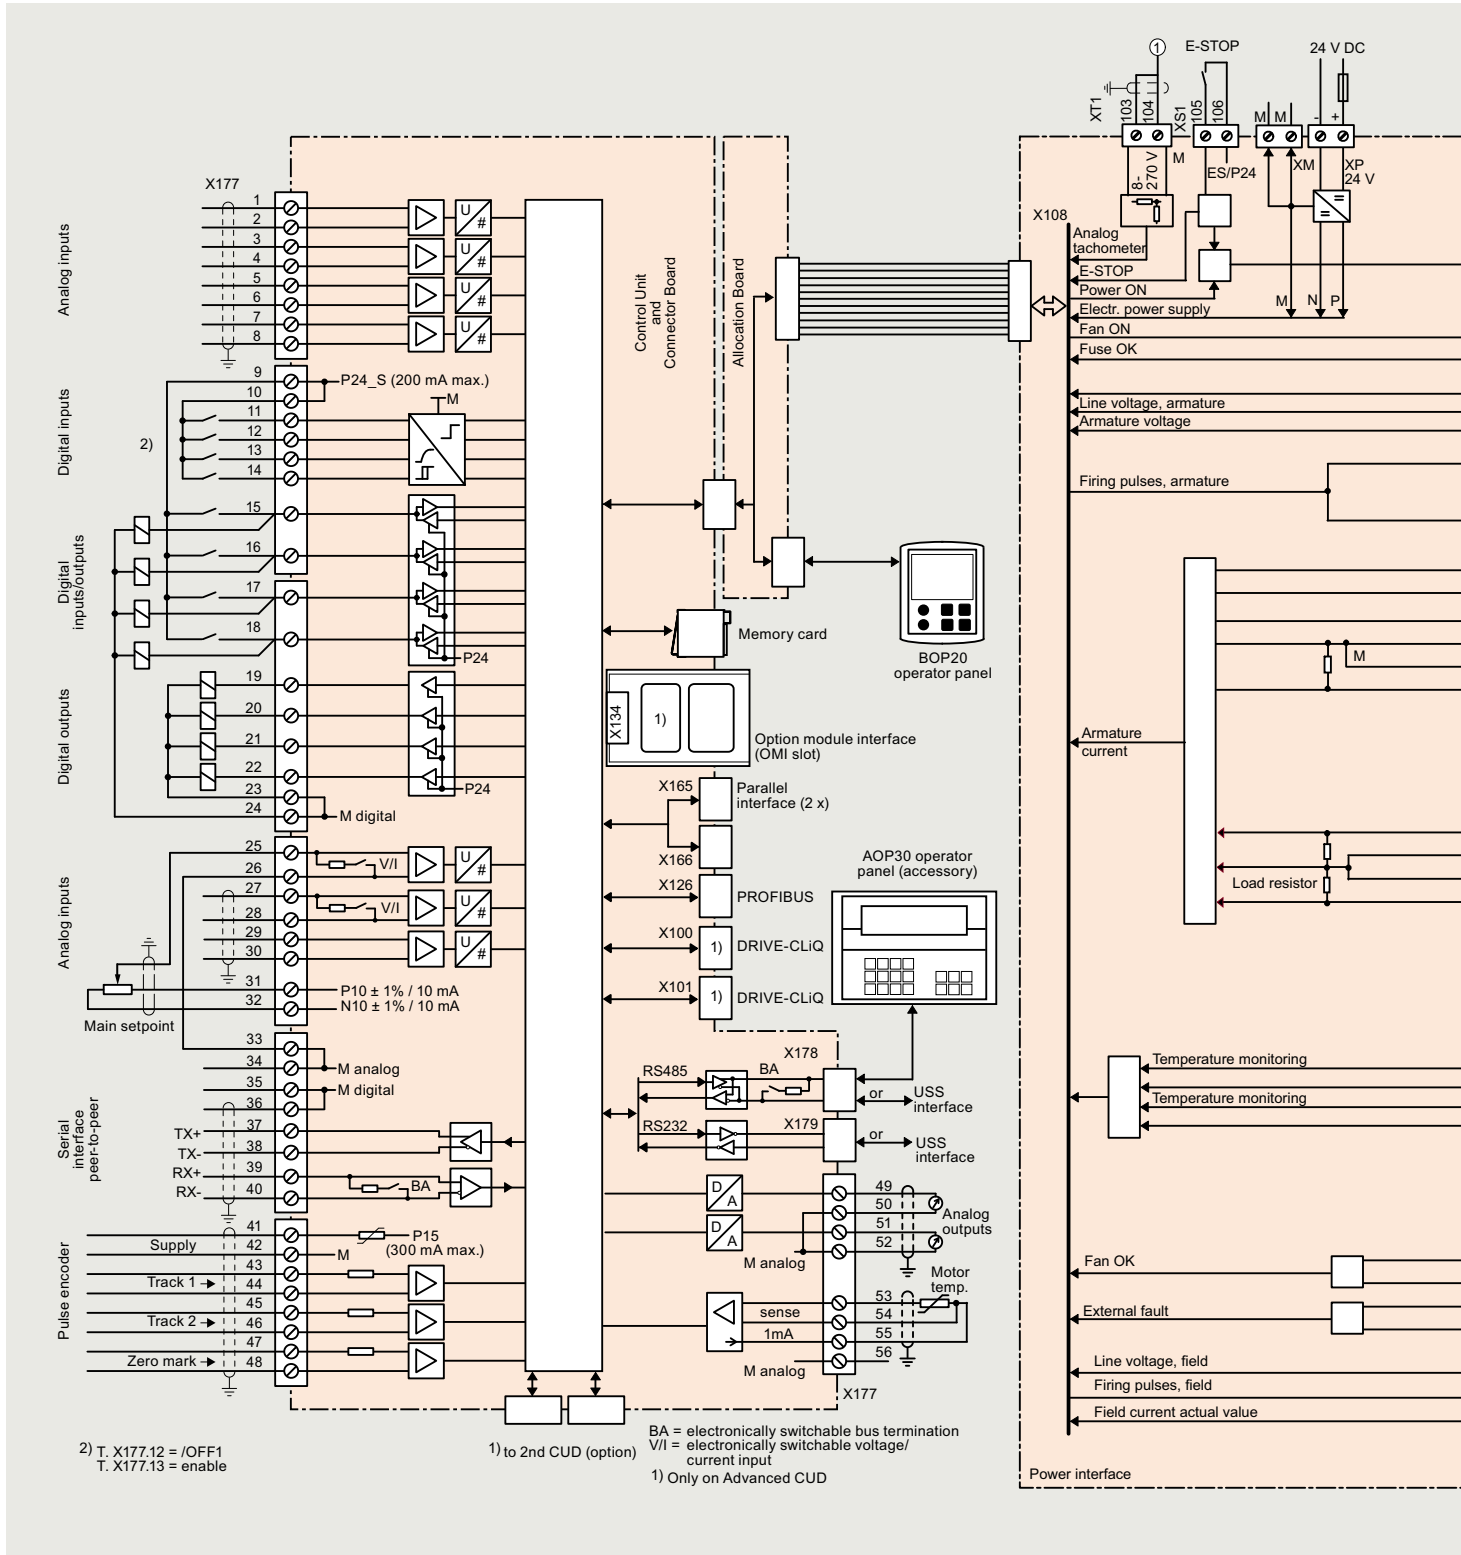 1
E-STOP
24 V DC
XT1
103
104
XS1
105
106
M
M
-
+
8-
270 V
M
ES/P24
XM
XP
24 V
X177
Analog inputs
1
2
3
4
5
6
7
8
U
#
U
#
U
#
U
#
Control Unit
and
Connector Board
Allocation Board
X108
Analog
tachometer
E-STOP
Power ON
Electr. power supply
M
N
P
Fan ON
Fuse OK
Line voltage, armature
Armature voltage
Firing pulses, armature
Digital inputs
2)
9
10
11
12
13
14
P24_S (200 mA max.)
M
Digital
inputs/outputs
15
16
17
18
P24
Memory card
BOP20
operator panel
M
Digital outputs
19
20
21
22
23
24
P24
M digital
X134
1)
Option module interface
(OMI slot)
Armature
current
X165
Parallel
interface (2 x)
X166
X126
PROFIBUS
X100
1)
DRIVE-CLiQ
X101
1)
DRIVE-CLiQ
AOP30 operator
panel (accessory)
Load resistor
Analog inputs
25
26
27
28
29
30
31
32
V/I
V/I
U
#
U
#
U
#
P10 ± 1% / 10 mA
N10 ± 1% / 10 mA
Main setpoint
33
34
35
36
M analog
M digital
Serial
interface
peer-to-peer
TX+
TX-
RX+
RX-
37
38
39
40
BA
RS485
BA
X178
or
USS
interface
RS232
X179
or
USS
interface
Temperature monitoring
Temperature monitoring
Pulse encoder
Supply
Track 1
Track 2
Zero mark
41
42
43
44
45
46
47
48
P15
(300 mA max.)
M
D
A
D
A
49
50
51
52
Analog
outputs
M analog
Motor
temp.
53
54
55
56
sense
1mA
M analog
X177
Fan OK
External fault
Line voltage, field
Firing pulses, field
Field current actual value
Power interface
2) T. X177.12 = /OFF1
T. X177.13 = enable
1) to 2nd CUD (option)
BA = electronically switchable bus termination
V/I = electronically switchable voltage/
current input
1) Only on Advanced CUD